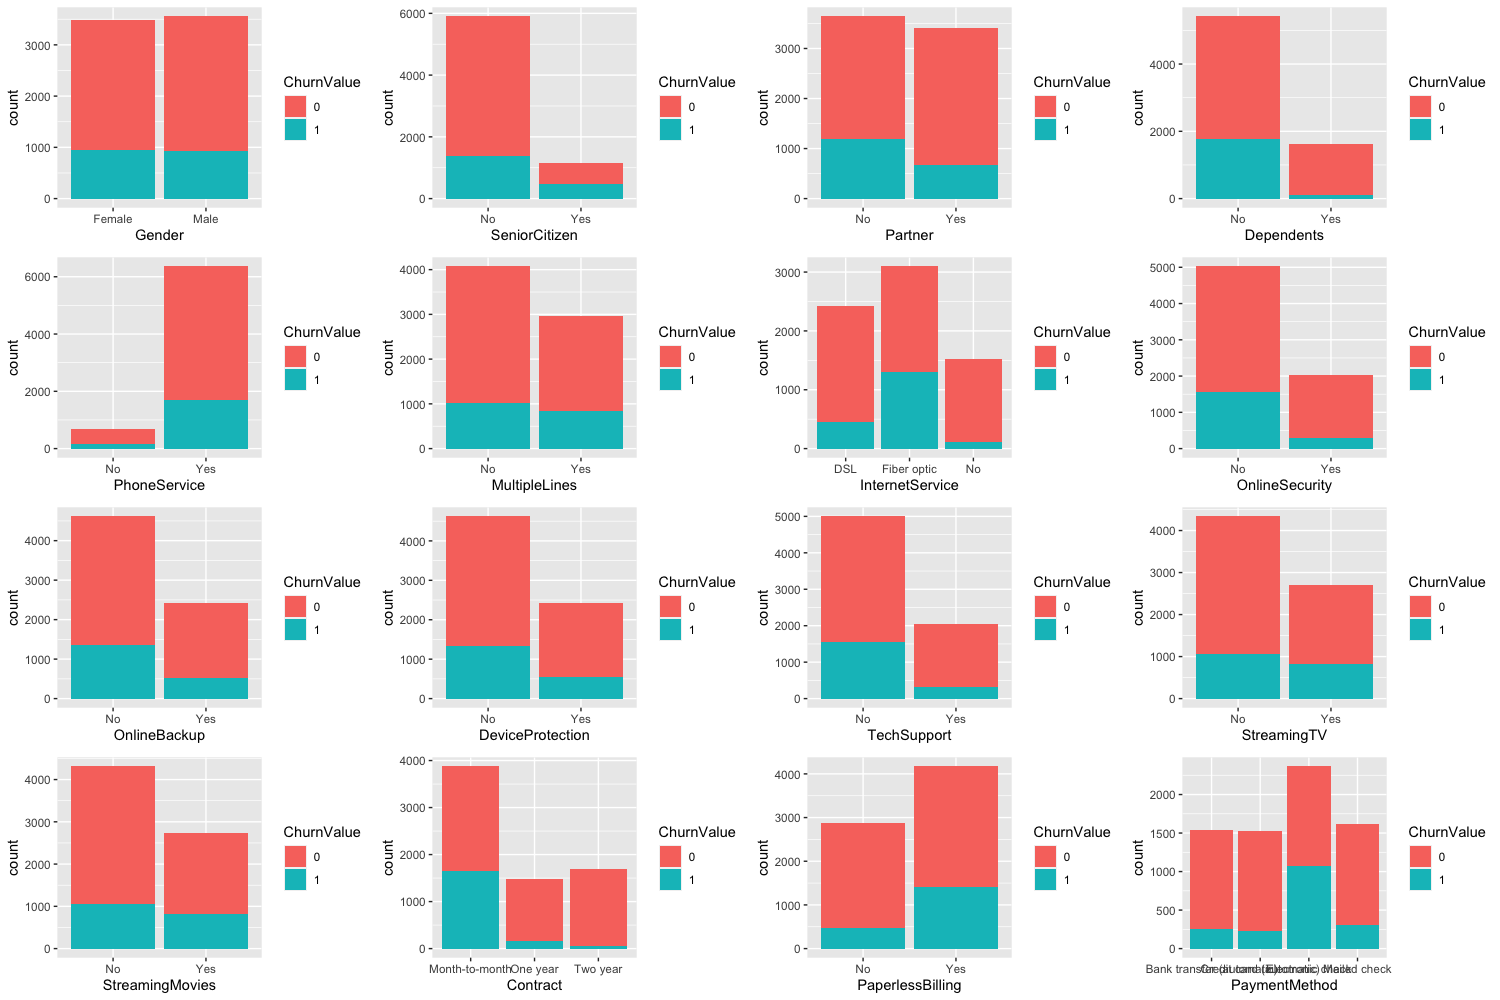 count
3000
2000
1000
0
Female Male
Gender
ChurnValue
0
1
count
6000
4000
2000
0
No Yes
SeniorCitizen
ChurnValue
0
1
count
3000
2000
1000
0
No Yes
Partner
ChurnValue
0
1
count
4000
2000
0
No Yes
Dependents
ChurnValue
0
1
count
6000
4000
2000
0
No Yes
PhoneService
ChurnValue
0
1
count
4000
3000
2000
1000
0
No Yes
MultipleLines
ChurnValue
0
1
count
3000
2000
1000
0
DSL Fiber optic No
InternetService
ChurnValue
0
1
count
5000
4000
3000
2000
1000
0
No Yes
OnlineSecurity
ChurnValue
0
1
count
4000
3000
2000
1000
0
No Yes
OnlineBackup
ChurnValue
0
1
count
4000
3000
2000
1000
0
No Yes
DeviceProtection
ChurnValue
0
1
count
5000
4000
3000
2000
1000
0
No Yes
TechSupport
ChurnValue
0
1
count
4000
3000
2000
1000
0
No Yes
StreamingTV
ChurnValue
0
1
count
4000
3000
2000
1000
0
No Yes
StreamingMovies
ChurnValue
0
1
count
4000
3000
2000
1000
0
Month-to-month One year Two year
Contract
ChurnValue
0
1
count
4000
3000
2000
1000
0
No Yes
PaperlessBilling
ChurnValue
0
1
count
2000
1500
1000
500
0
Bank transfer (automatic) Credit card (automatic) Electronic check Mailed check
PaymentMethod
ChurnValue
0
1